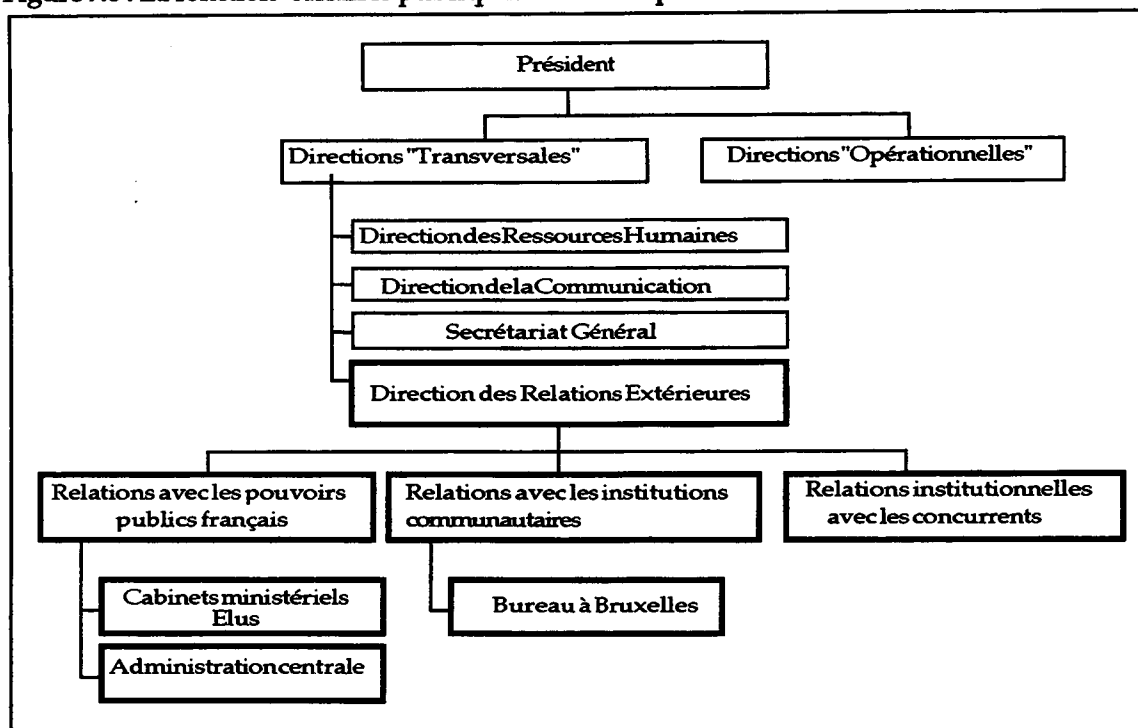 Président
Directions "Transversales"
Directions "Opérationnelles"
Direction des Ressources Humaines
Direction de la Communication
Secrétariat Général
Direction des Relations Extérieures
Relations avec les pouvoirs
publics français
Relations avec les institutions
communautaires
Relations institutionnelles
avec les concurrents
Cabinets ministériels
Elus
Bureau à Bruxelles
Administration centrale